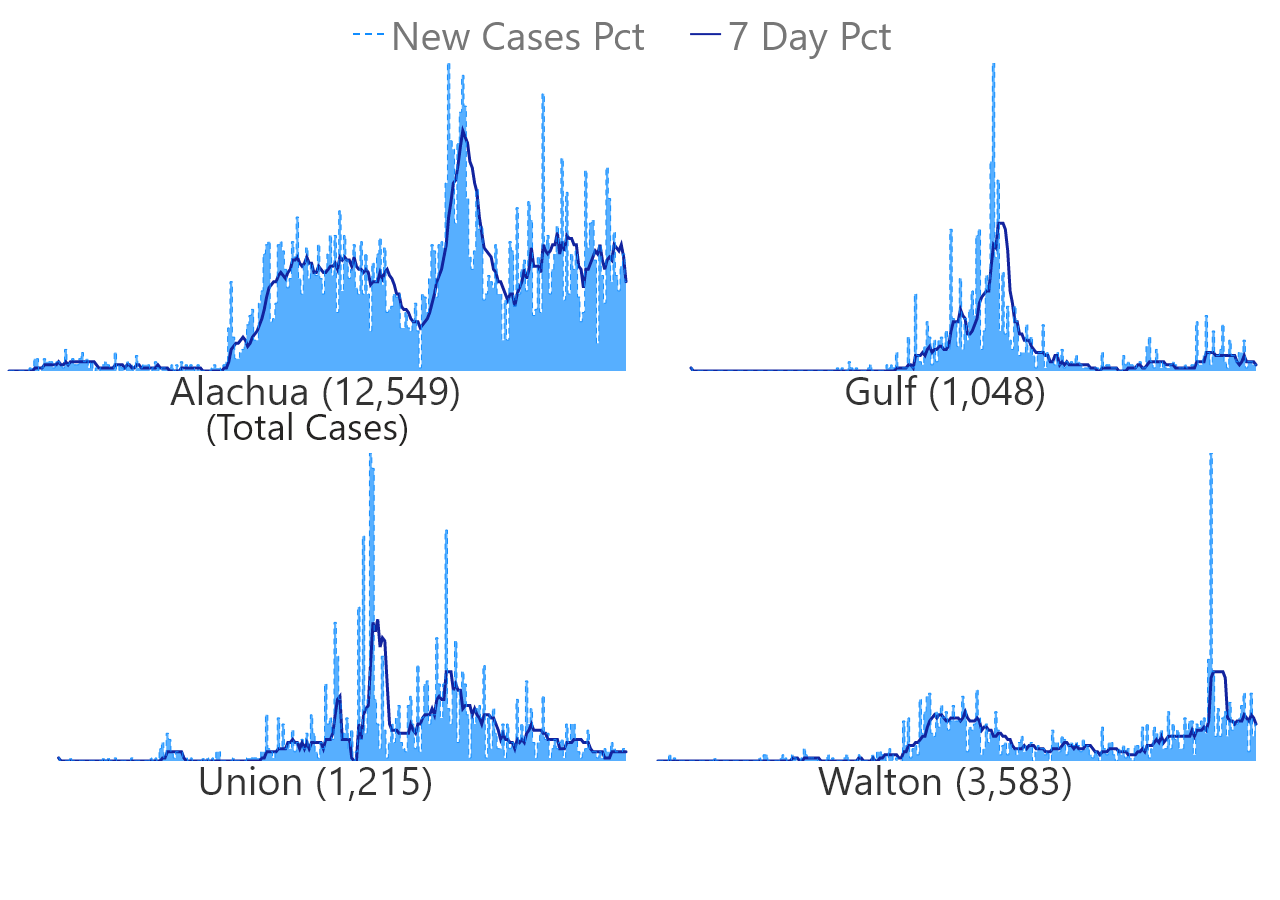 New Cases Pct 7 Day Pct
Alachua (12,549)
(Total Cases)
Gulf (1,048)
Union (1,215)
Walton (3,583)